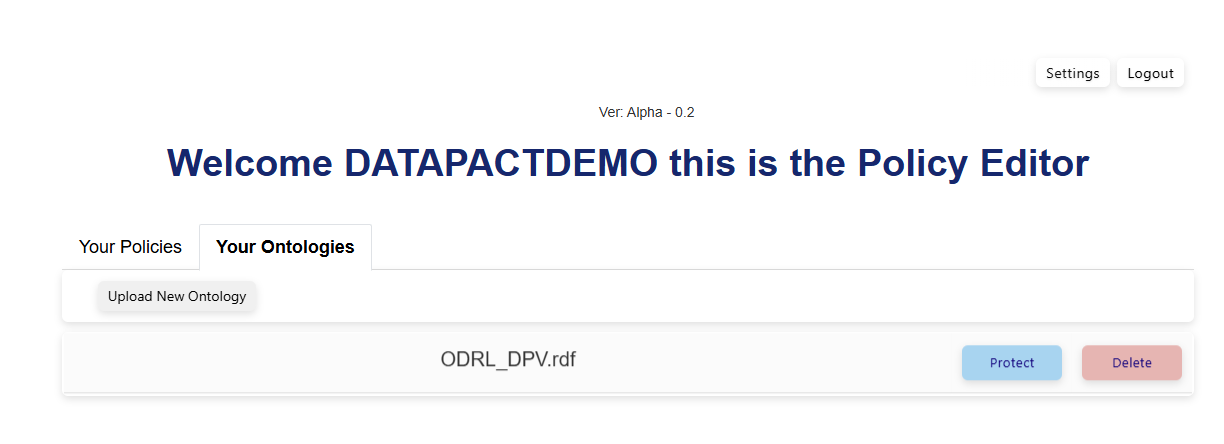 Settings Logout
Ver: Alpha - 0.2
Welcome DATAPACTDEMO this is the Policy Editor
Your Policies Your Ontologies
Upload New Ontology
ODRL_DPV.rdf Protect Delete